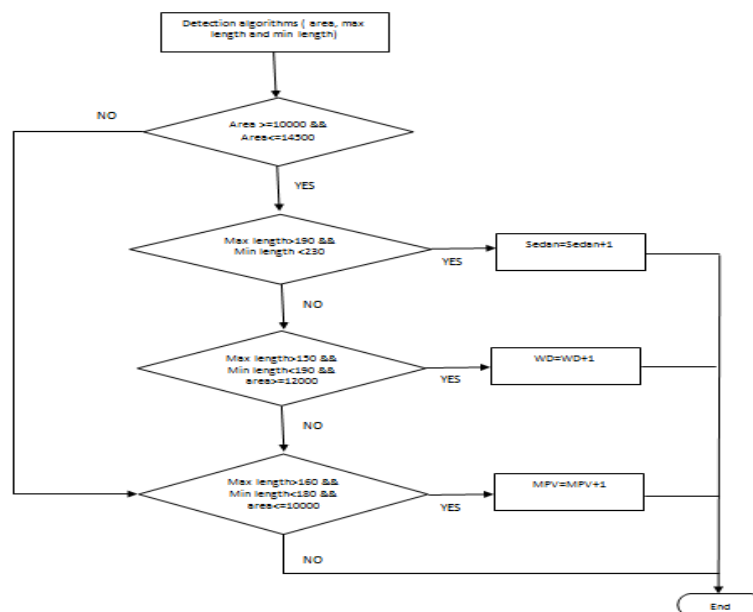 Detection algorithms ( area, max
length and min length)
NO
Area >=10000 &&
Area<=14500
YES
Max length>190 &&
Min length <230
YES
Sedan=Sedan+1
NO
Max length>150 &&
Min length<190 &&
area>=12000
YES
WD=WD+1
NO
Max length>160 &&
Min length<180 &&
area<=10000
YES
MPV=MPV+1
NO
End